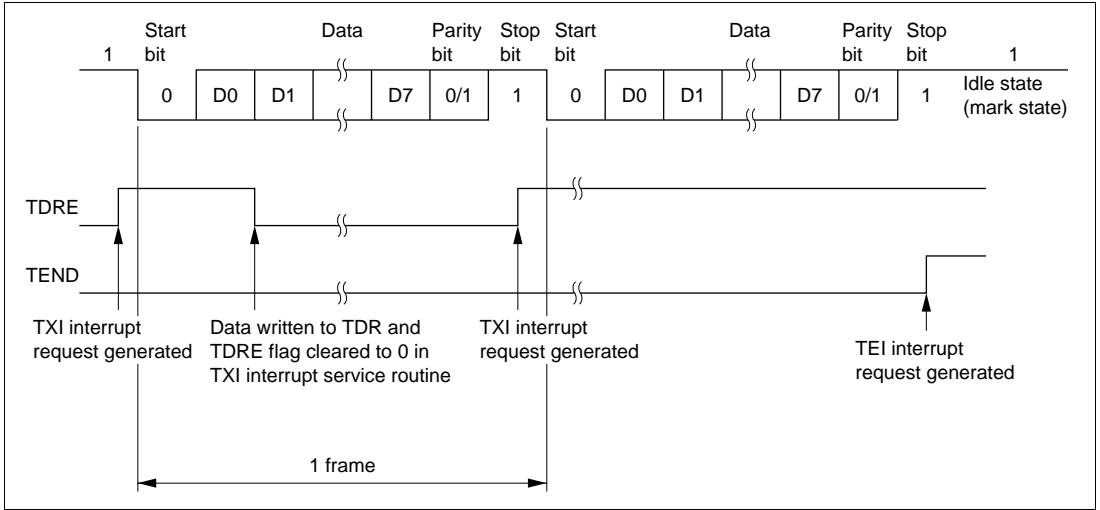 1
Start
bit
Data
Parity
bit
Stop
bit
Start
bit
Data
Parity
bit
Stop
bit
1
0 D0 D1 D7 0/1 1 0 D0 D1 D7 0/1 1
Idle state
(mark state)
TDRE
TEND
TXI interrupt
request generated
Data written to TDR and
TDRE flag cleared to 0 in
TXI interrupt service routine
TXI interrupt
request generated
TEI interrupt
request generated
1 frame